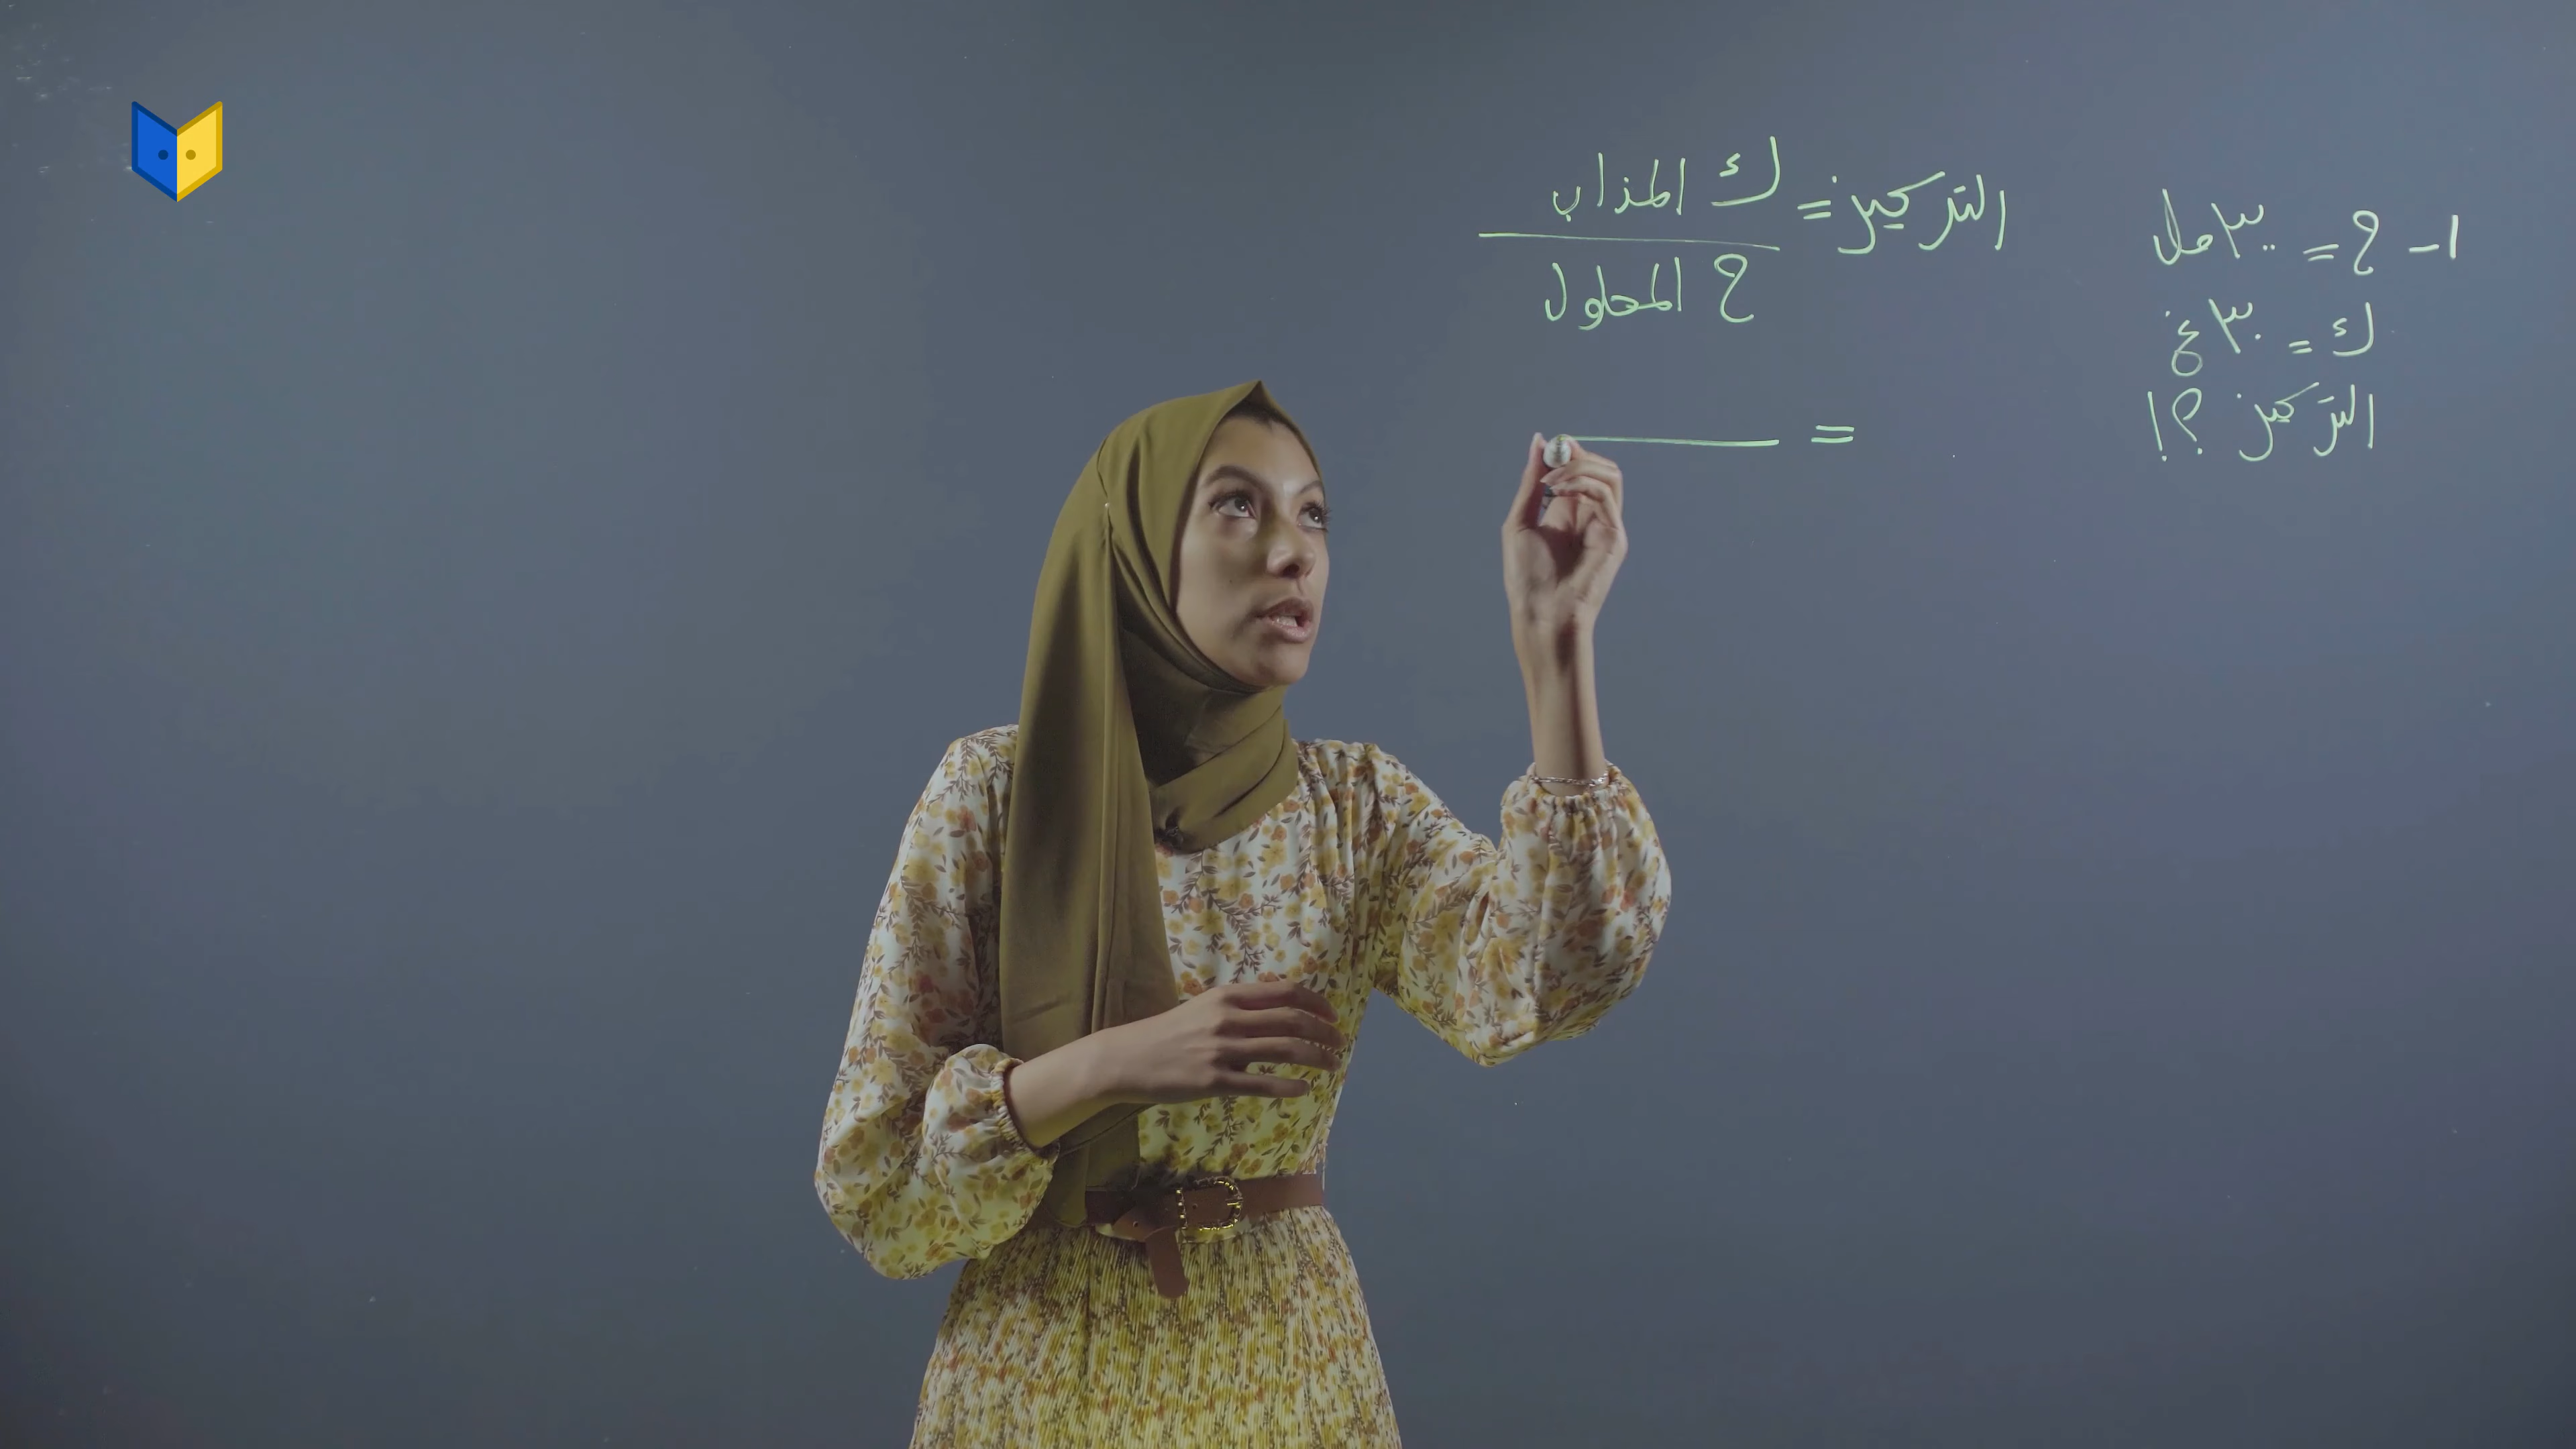 ١- ح = ٣٠٠ مل
ك = ٣٠ غ
التركيز ؟!
التركيز = ك المذاب
ح المحلول
=